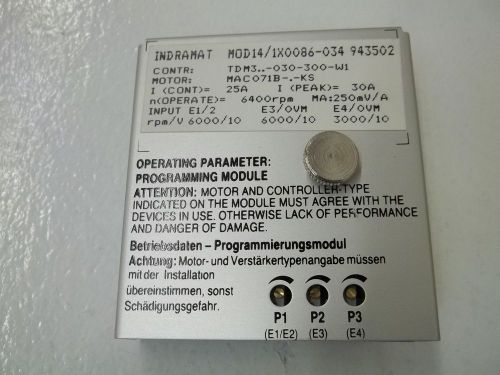 INDRAMAT MOD14/1X0086-034 943502
CONTR: TDM3..-030-300-W1
MOTOR: MAC071B-.-KS
I (CONT)= 25A I (PEAK)= 30A
n(OPERATE)= 6400rpm MA:250mV/A
INPUT E1/2 E3/0VM E4/0VM
rpm/V 6000/10 6000/10 3000/10
OPERATING PARAMETER:
PROGRAMMING MODULE
ATTENTION: MOTOR AND CONTROLLER-TYPE
INDICATED ON THE MODULE MUST AGREE WITH THE
DEVICES IN USE. OTHERWISE LACK OF PERFORMANCE
AND DANGER OF DAMAGE.
Betriebsdaten – Programmierungsmodul
Achtung: Motor- und Verstärkertypenangabe müssen
mit der Installation
übereinstimmen, sonst
Schädigungsgefahr.
P1 P2 P3
(E1/E2) (E3) (E4)